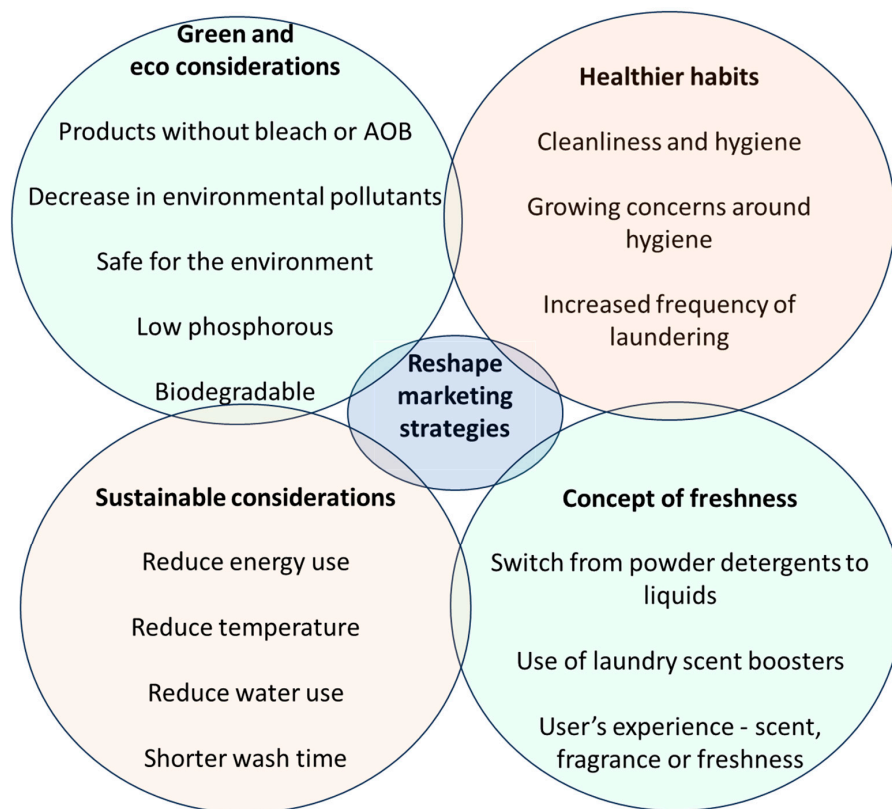 Green and
eco considerations
Products without bleach or AOB
Decrease in environmental pollutants
Safe for the environment
Low phosphorous
Biodegradable
Healthier habits
Cleanliness and hygiene
Growing concerns around
hygiene
Increased frequency of
laundering
Reshape
marketing
strategies
Sustainable considerations
Reduce energy use
Reduce temperature
Reduce water use
Shorter wash time
Concept of freshness
Switch from powder detergents to
liquids
Use of laundry scent boosters
User’s experience - scent,
fragrance or freshness